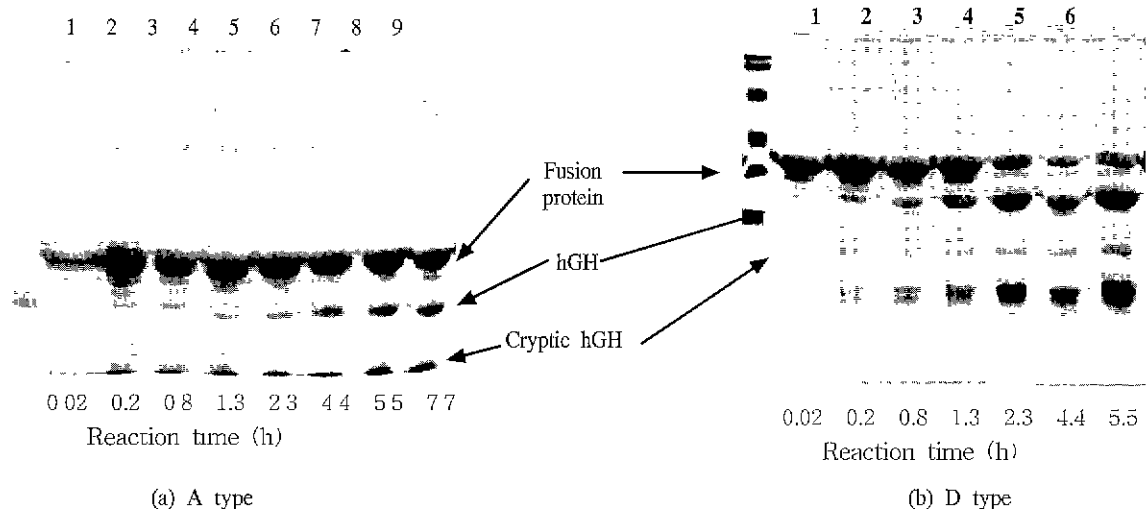 1 2 3 4 5 6 7 8 9
1 2 3 4 5 6
Fusion
protein
hGH
Cryptic hGH
0 02 0.2 0 8 1.3 2 3 4 4 5 5 7 7
Reaction time (h)
0.02 0.2 0.8 1.3 2.3 4.4 5.5
Reaction time (h)
(a) A type
(b) D type